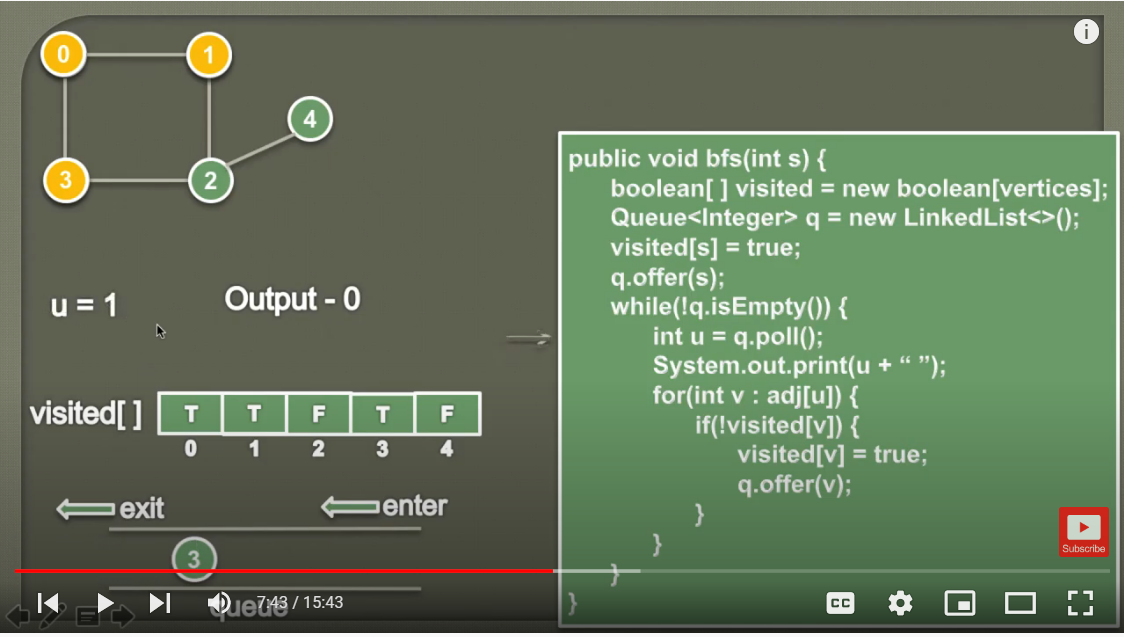 0
1
4
3
2
u = 1
Output - 0
visited[ ]
T T F T F
0 1 2 3 4
exit
enter
3
queue
public void bfs(int s) {
boolean[ ] visited = new boolean[vertices];
Queue<Integer> q = new LinkedList<>();
visited[s] = true;
q.offer(s);
while(!q.isEmpty()) {
int u = q.poll();
System.out.print(u + “ ”);
for(int v : adj[u]) {
if(!visited[v]) {
visited[v] = true;
q.offer(v);
}
}
}
}
i
Subscribe
7:43 / 15:43
CC